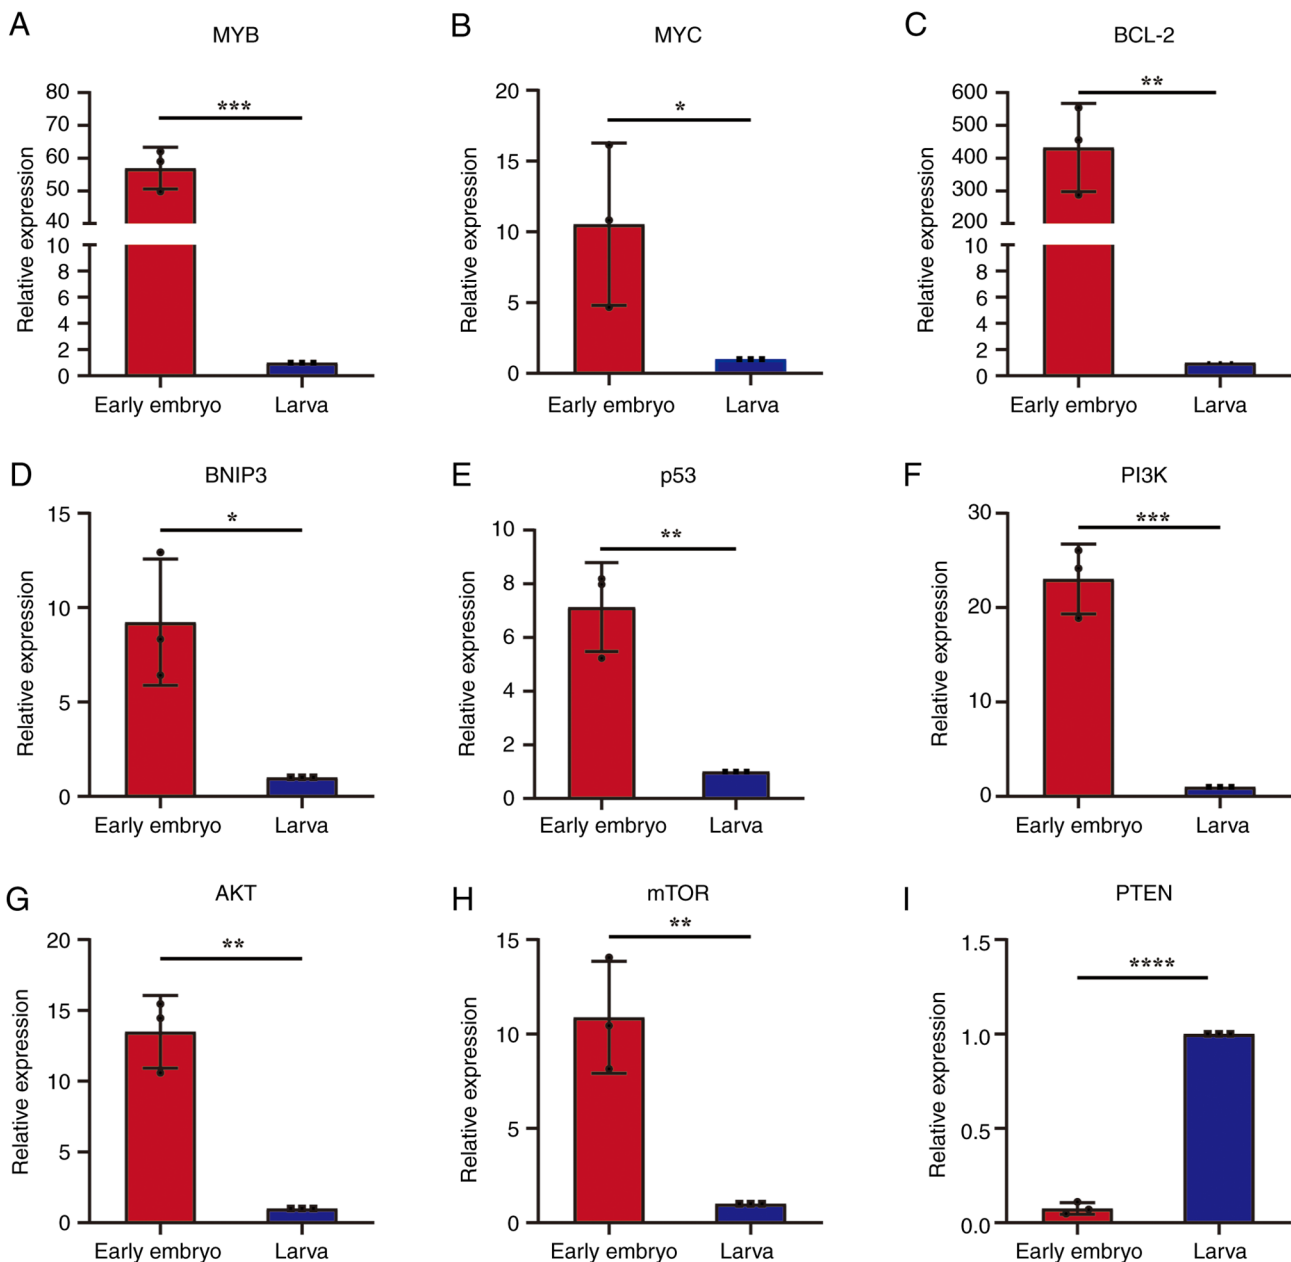 A
MYB
Relative expression
80
70
60
50
40
10
8
6
4
2
0
***
Early embryo
Larva
B
MYC
Relative expression
20
15
10
5
0
*
Early embryo
Larva
C
BCL-2
Relative expression
600
500
400
300
200
10
8
6
4
2
0
**
Early embryo
Larva
D
BNIP3
Relative expression
15
10
5
0
*
Early embryo
Larva
E
p53
Relative expression
10
8
6
4
2
0
**
Early embryo
Larva
F
PI3K
Relative expression
30
20
10
0
***
Early embryo
Larva
G
AKT
Relative expression
20
15
10
5
0
**
Early embryo
Larva
H
mTOR
Relative expression
15
10
5
0
**
Early embryo
Larva
I
PTEN
Relative expression
1.5
1.0
0.5
0.0
****
Early embryo
Larva